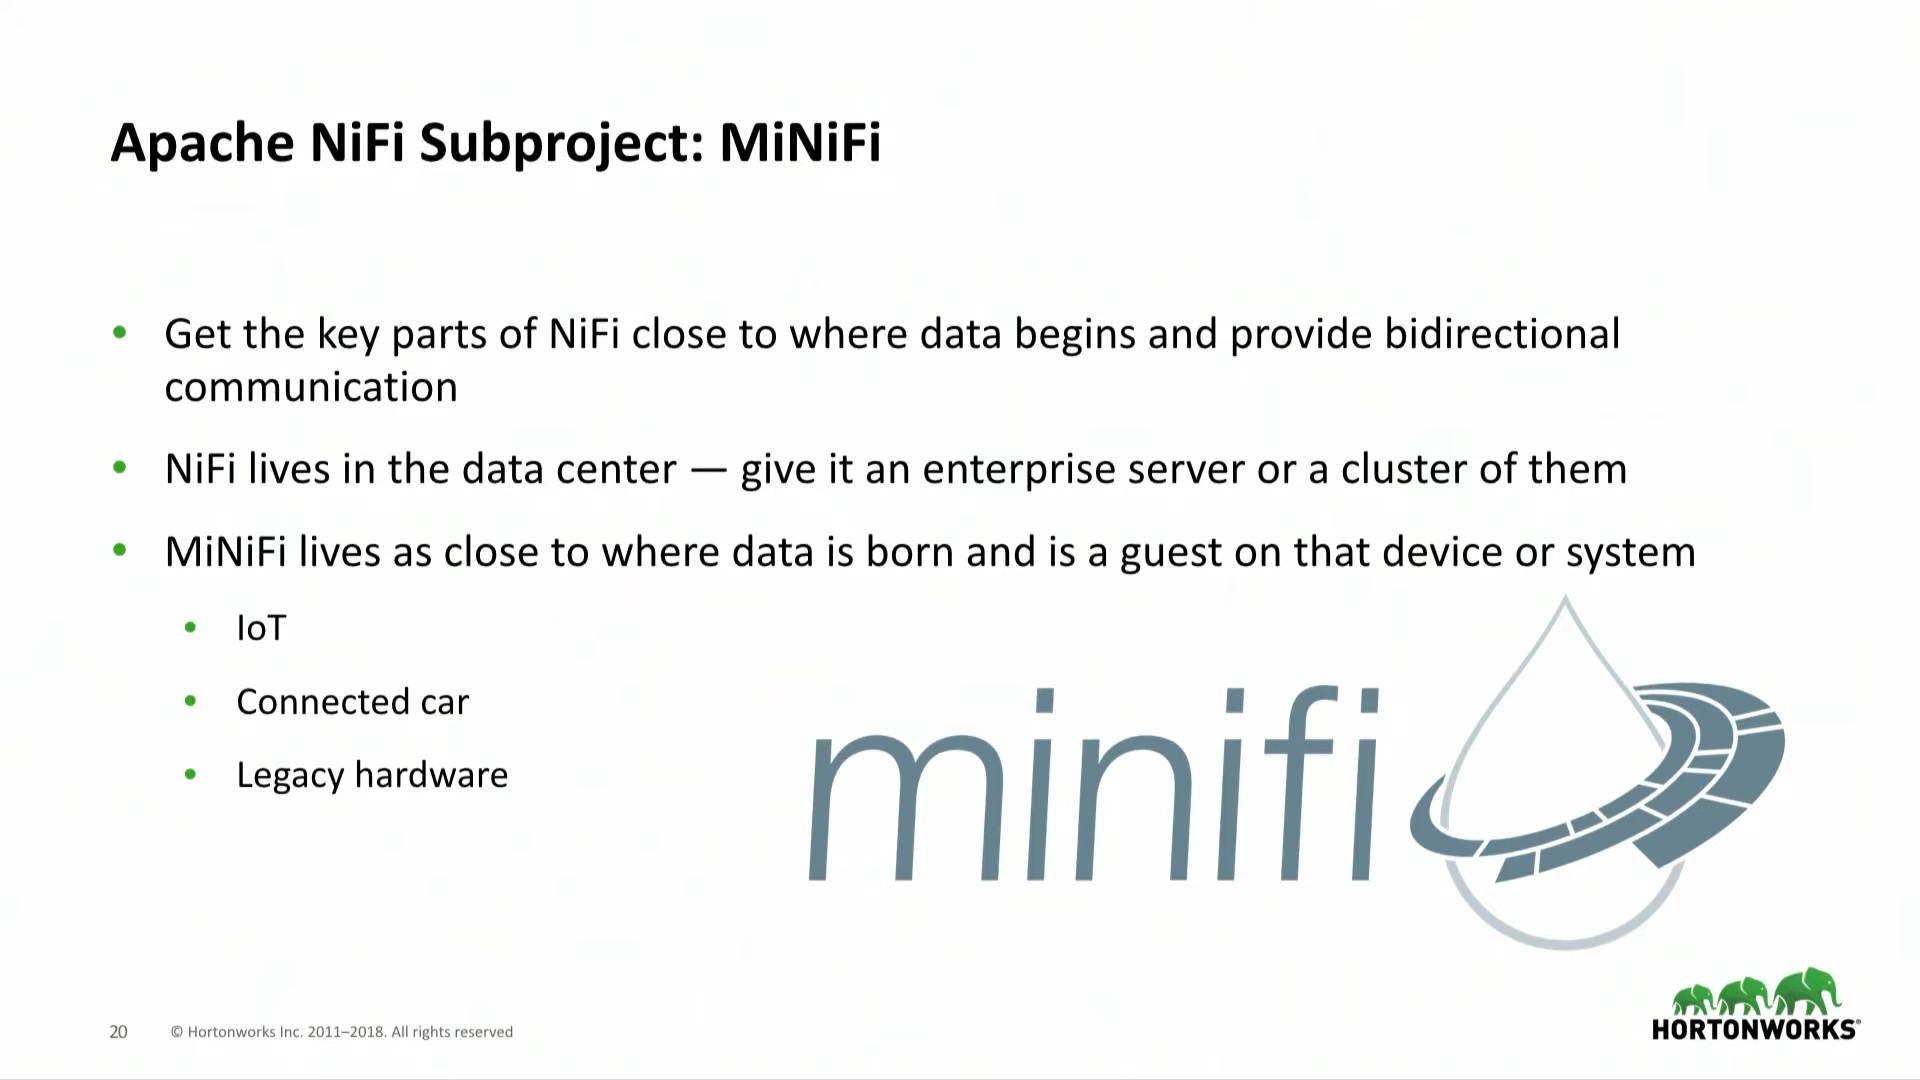 Apache NiFi Subproject: MiNiFi
• Get the key parts of NiFi close to where data begins and provide bidirectional
communication
• NiFi lives in the data center — give it an enterprise server or a cluster of them
• MiNiFi lives as close to where data is born and is a guest on that device or system
• IoT
• Connected car
• Legacy hardware
minifi
20 © Hortonworks Inc. 2011–2018. All rights reserved
HORTONWORKS®